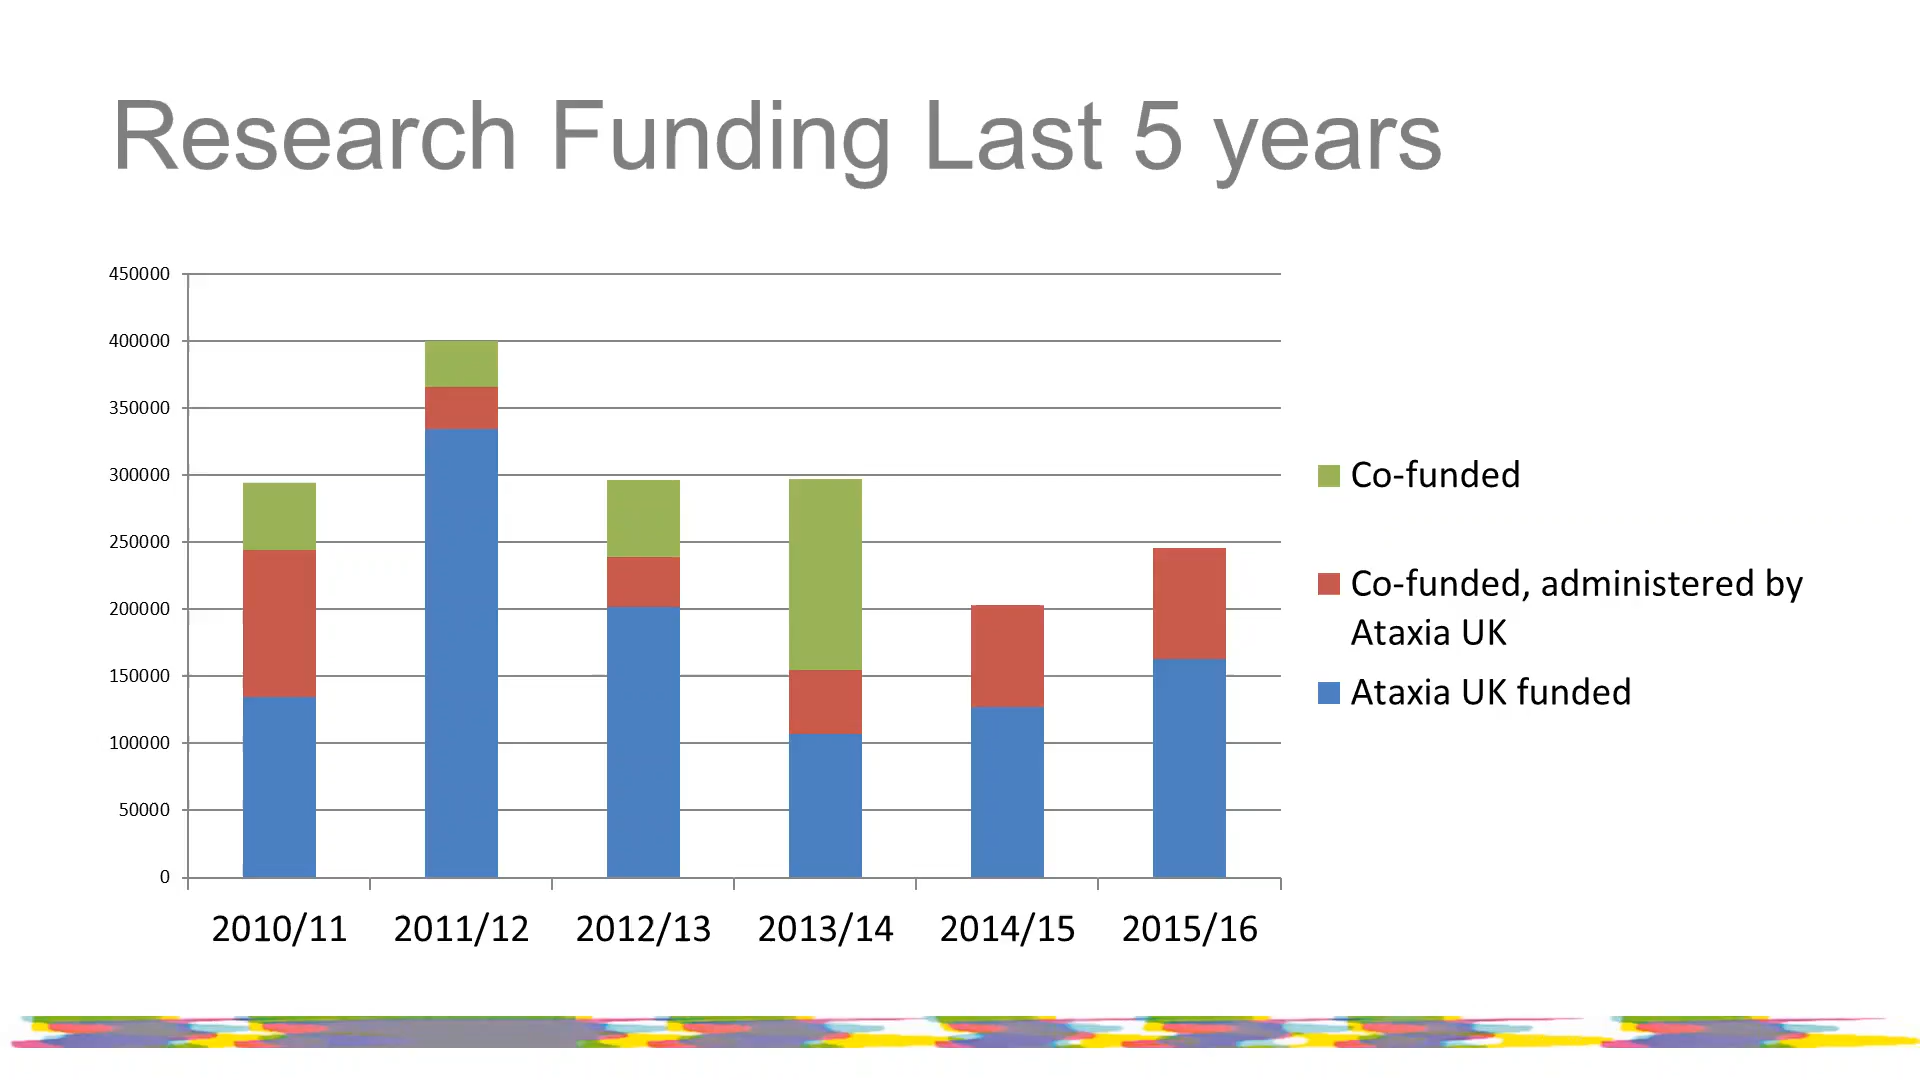 Research Funding Last 5 years
450000
400000
350000
300000
250000
200000
150000
100000
50000
0
2010/11 2011/12 2012/13 2013/14 2014/15 2015/16
Co-funded
Co-funded, administered by
Ataxia UK
Ataxia UK funded